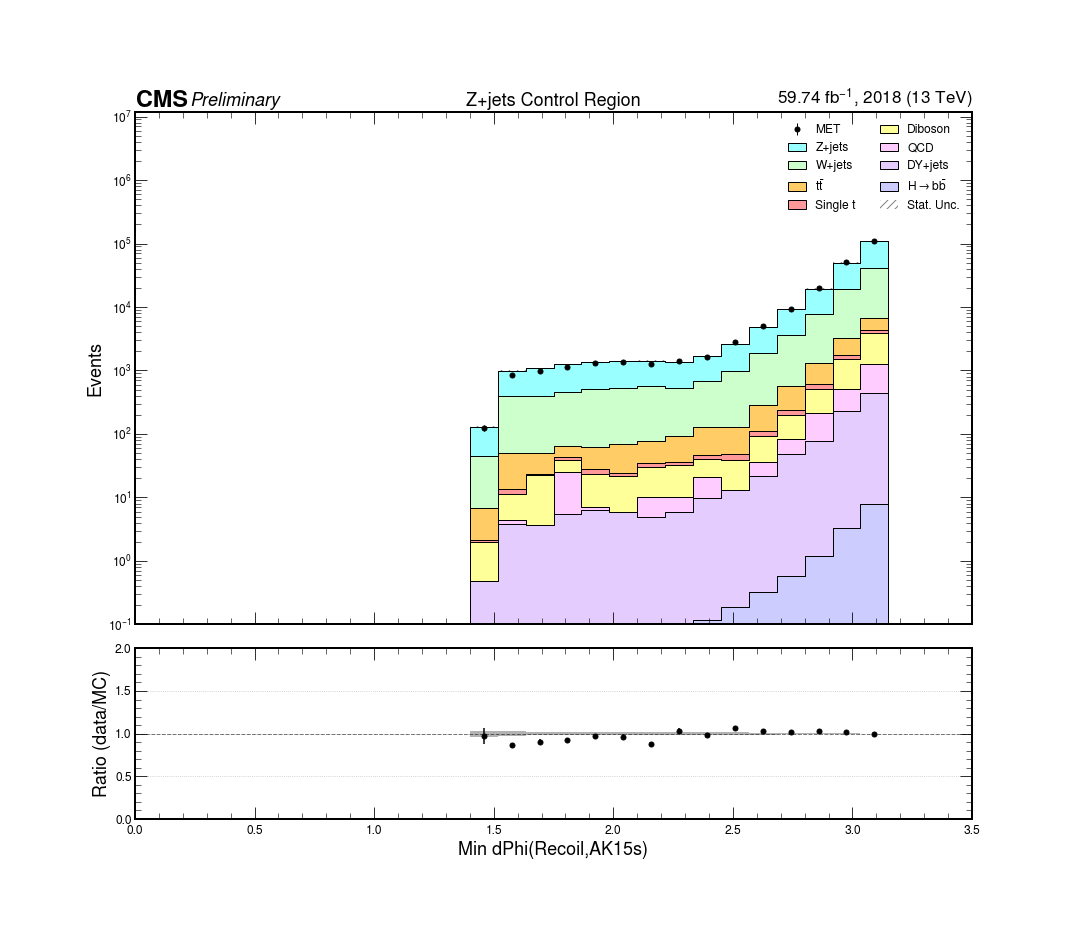 CMS Preliminary Z+jets Control Region 59.74 fb⁻¹, 2018 (13 TeV)
MET
Z+jets
W+jets
tt̄
Single t
Diboson
QCD
DY+jets
H→bb̄
Stat. Unc.
Events
10⁷
10⁶
10⁵
10⁴
10³
10²
10¹
10⁰
10⁻¹
Ratio (data/MC)
2.0
1.5
1.0
0.5
0.0
0.0 0.5 1.0 1.5 2.0 2.5 3.0 3.5
Min dPhi(Recoil,AK15s)